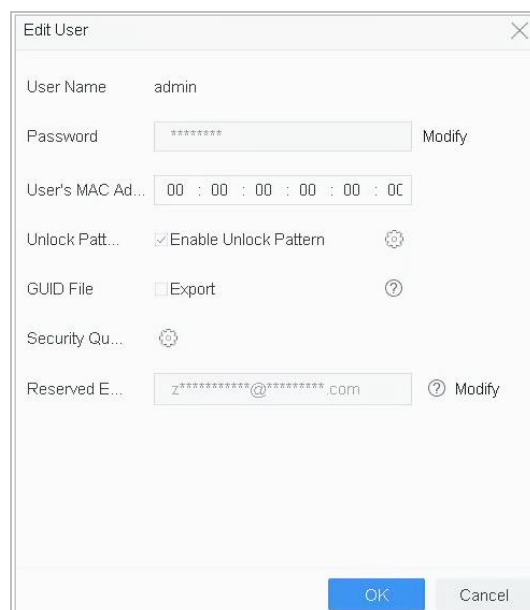 Edit User
User Name admin
Password ******** Modify
User's MAC Ad... 00 : 00 : 00 : 00 : 00 : 00
Unlock Patt... Enable Unlock Pattern
GUID File Export
Security Qu...
Reserved E... z***********@*********.com Modify
OK Cancel